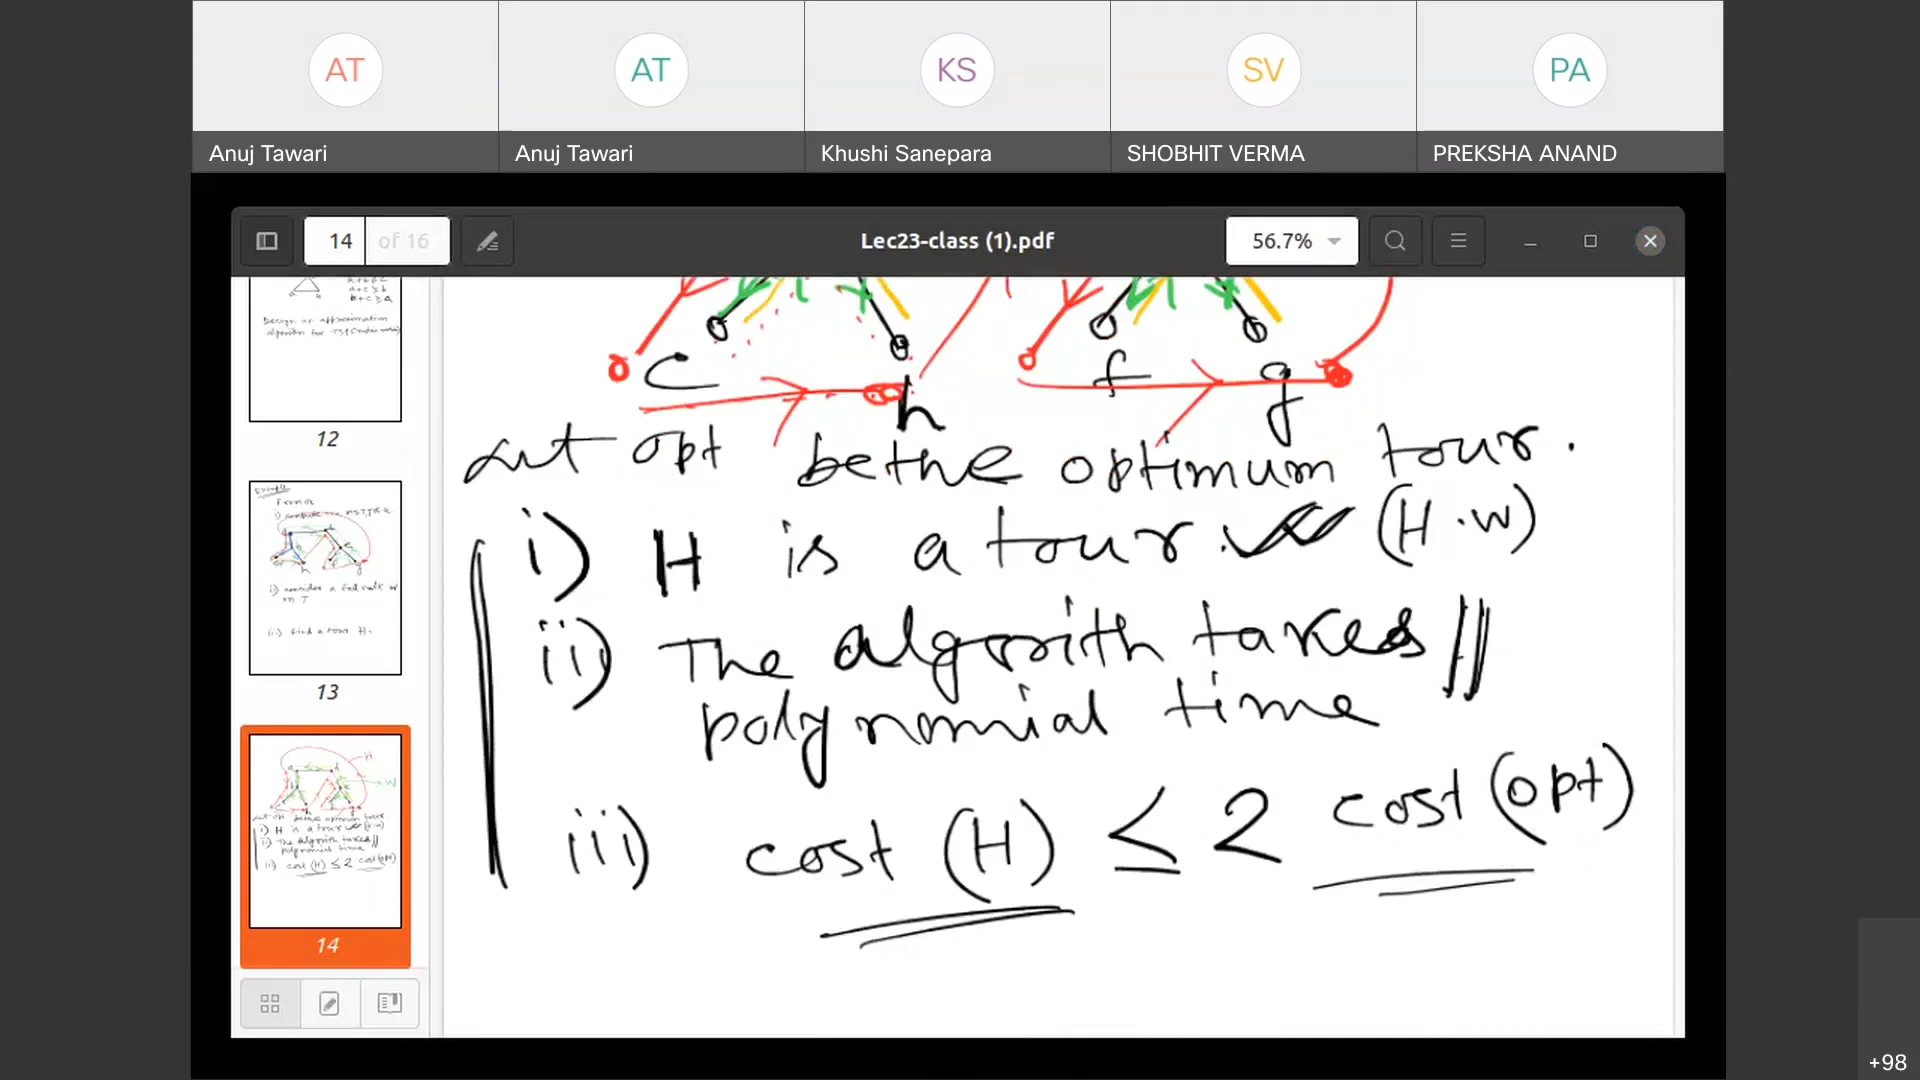 AT
AT
KS
SV
PA
Anuj Tawari
Anuj Tawari
Khushi Sanepara
SHOBHIT VERMA
PREKSHA ANAND
14 of 16
Lec23-class (1).pdf
56.7%
c
h
f
g
Let opt be the optimum tour.
i) H is a tour. (H.W)
ii) The algorith takes
polynomial time
iii) cost (H) ≤ 2 cost (opt)
12
13
14
+98